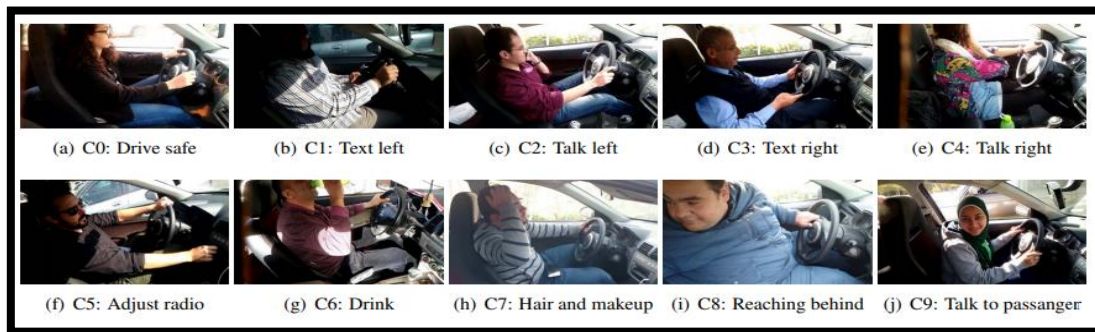 (a) C0: Drive safe
(b) C1: Text left
(c) C2: Talk left
(d) C3: Text right
(e) C4: Talk right
(f) C5: Adjust radio
(g) C6: Drink
(h) C7: Hair and makeup
(i) C8: Reaching behind
(j) C9: Talk to passanger